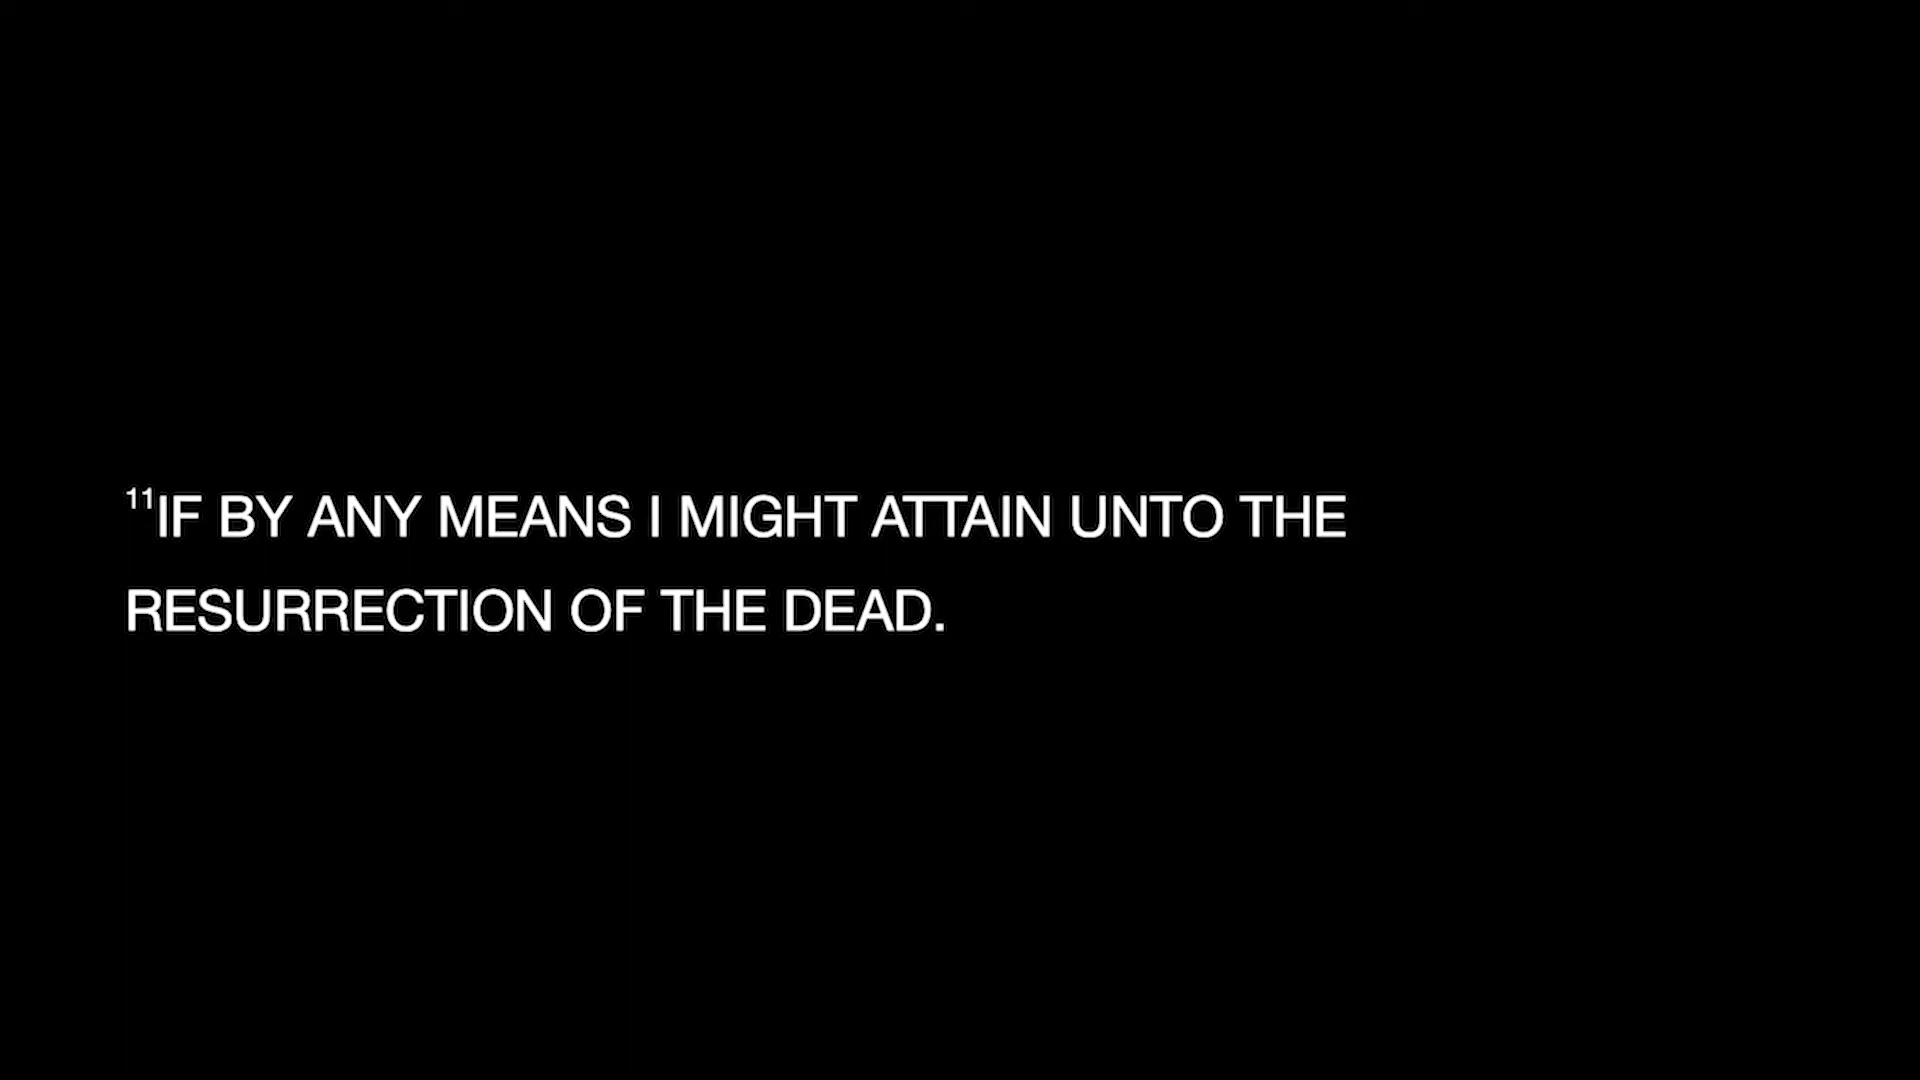 11IF BY ANY MEANS I MIGHT ATTAIN UNTO THE
RESURRECTION OF THE DEAD.